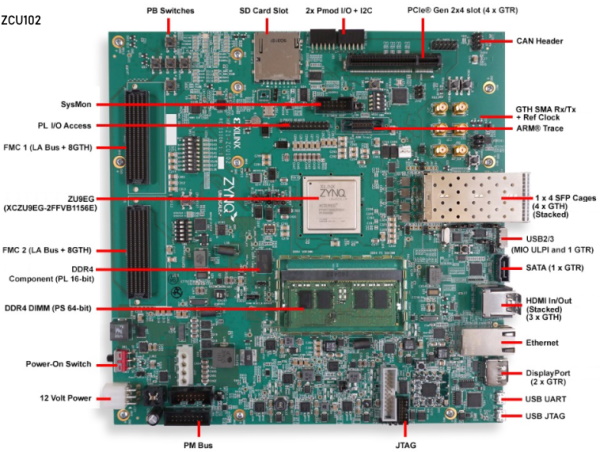 ZCU102
PB Switches
SD Card Slot
2x Pmod I/O + I2C
PCIe® Gen 2x4 slot (4 x GTR)
CAN Header
SysMon
GTH SMA Rx/Tx
+ Ref Clock
PL I/O Access
ARM® Trace
FMC 1 (LA Bus + 8GTH)
XILINX
ZYNQ
ZYNQ
ZU9EG
(XCZU9EG-2FFVB1156E)
1 x 4 SFP Cages
(4 x GTH)
(Stacked)
USB2/3
(MIO ULPI and 1 GTR)
FMC 2 (LA Bus + 8GTH)
SATA (1 x GTR)
DDR4
Component (PL 16-bit)
HDMI In/Out
(Stacked)
(3 x GTH)
DDR4 DIMM (PS 64-bit)
Ethernet
Power-On Switch
DisplayPort
(2 x GTR)
12 Volt Power
USB UART
USB JTAG
PM Bus
JTAG